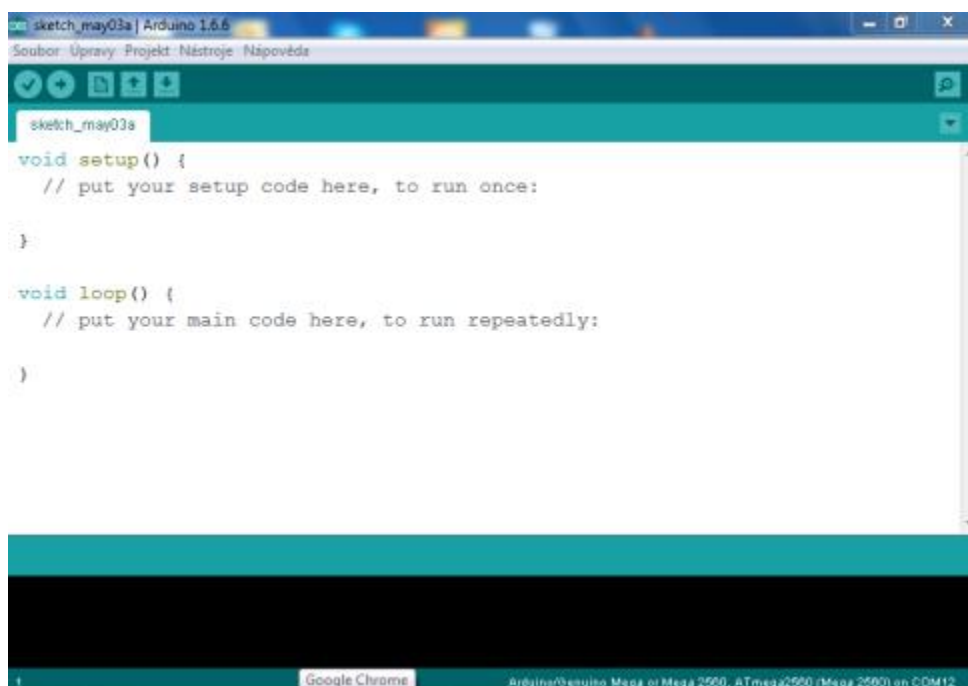 sketch_may03a | Arduino 1.6.6
Soubor Úpravy Projekt Nástroje Nápověda
sketch_may03a
void setup() {
// put your setup code here, to run once:
}
void loop() {
// put your main code here, to run repeatedly:
}
1
Google Chrome
Arduino/Genuino Mega or Mega 2560, ATmega2560 (Mega 2560) on COM12